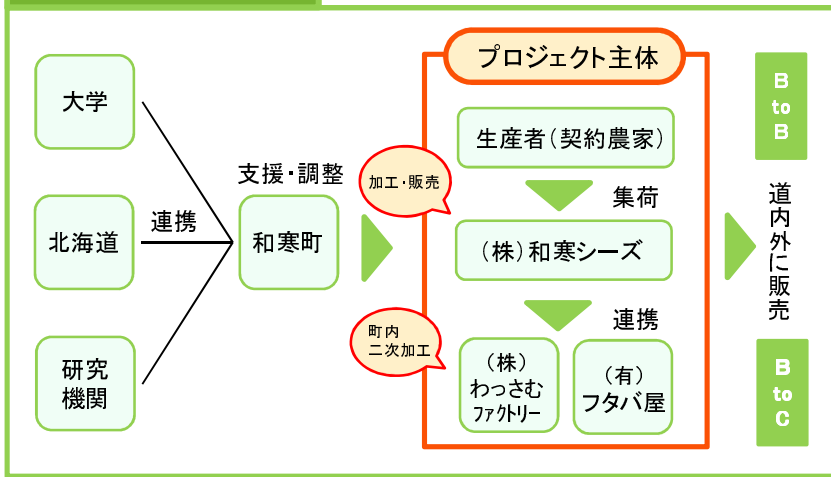 大学
北海道
研究
機関
連携
支援・調整
和寒町
プロジェクト主体
生産者（契約農家）
集荷
加工・販売
（株）和寒シーズ
連携
町内
二次加工
（株）
わっさむ
ファクトリー
（有）
フタバ屋
B
to
B
道内外に販売
B
to
C